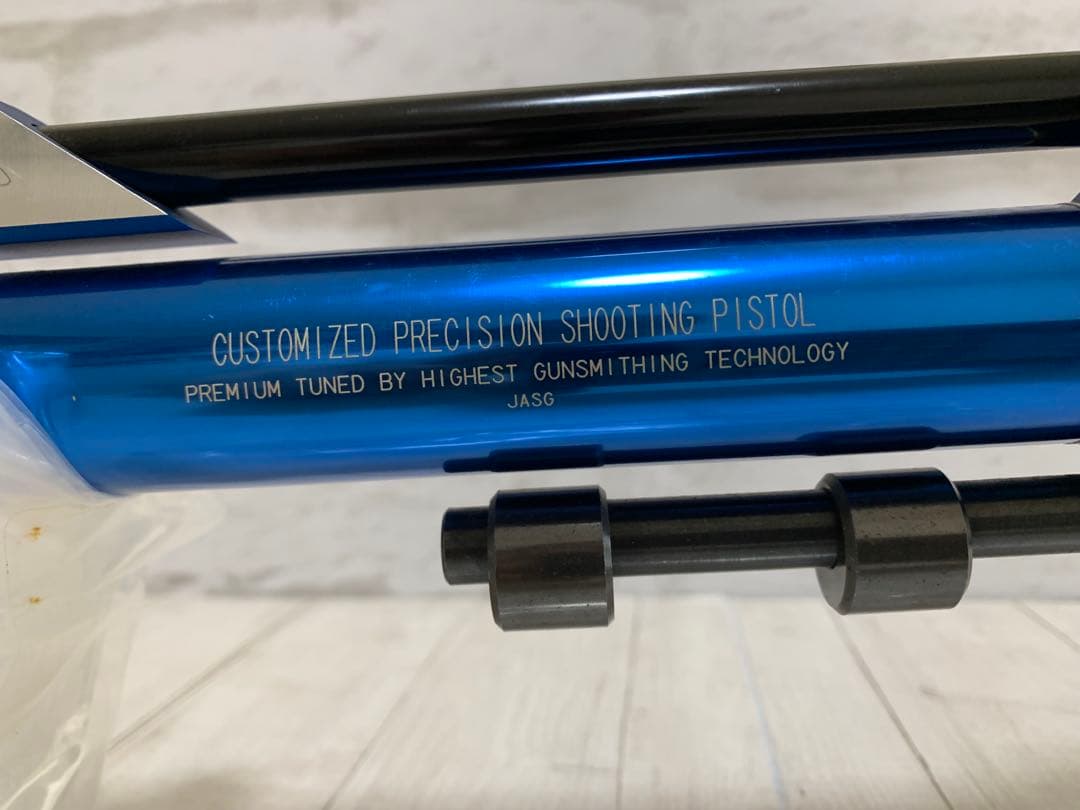 CUSTOMIZED PRECISION SHOOTING PISTOL
PREMIUM TUNED BY HIGHEST GUNSMITHING TECHNOLOGY
JASG